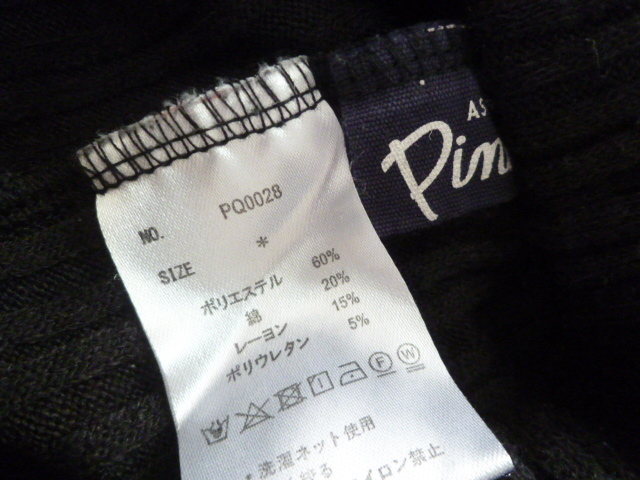 AS
Pin
NO. PQ0028
SIZE *
ポリエステル 60%
綿 20%
レーヨン 15%
ポリウレタン 5%
F W
*洗濯ネット使用
絞る
イロン禁止